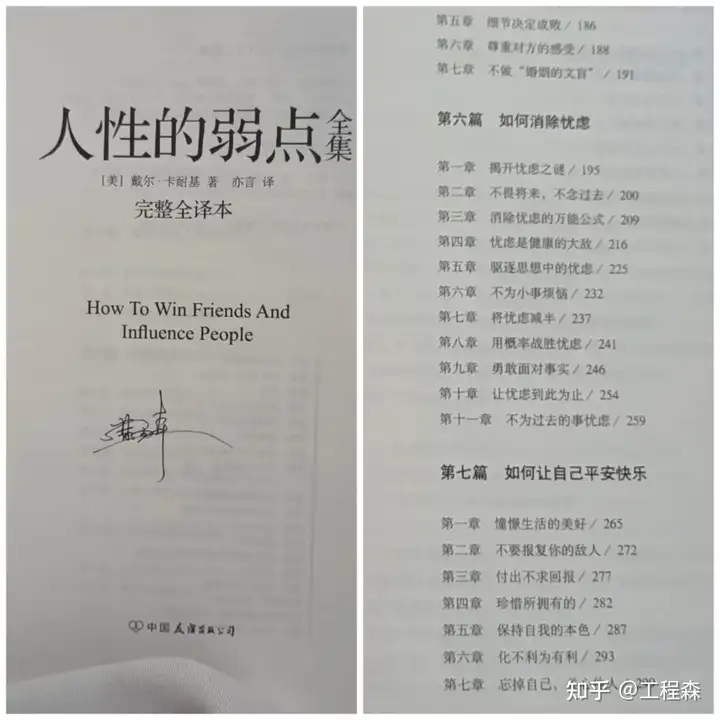 人性的弱点全集
[美] 戴尔·卡耐基 著 亦言 译
完整全译本
How To Win Friends And
Influence People
中国友谊出版公司
第五章 细节决定成败 / 186
第六章 尊重对方的感受 / 188
第七章 不做“婚姻的文盲” / 191
第六篇 如何消除忧虑
第一章 揭开忧虑之谜 / 195
第二章 不畏将来，不念过去 / 200
第三章 消除忧虑的万能公式 / 209
第四章 忧虑是健康的大敌 / 216
第五章 驱逐思想中的忧虑 / 225
第六章 不为小事烦恼 / 232
第七章 将忧虑减半 / 237
第八章 用概率战胜忧虑 / 241
第九章 勇敢面对事实 / 246
第十章 让忧虑到此为止 / 254
第十一章 不为过去的事忧虑 / 259
第七篇 如何让自己平安快乐
第一章 憧憬生活的美好 / 265
第二章 不要报复你的敌人 / 272
第三章 付出不求回报 / 277
第四章 珍惜所拥有的 / 282
第五章 保持自我的本色 / 287
第六章 化不利为有利 / 293
第七章 忘掉自己，
知乎 @工程森